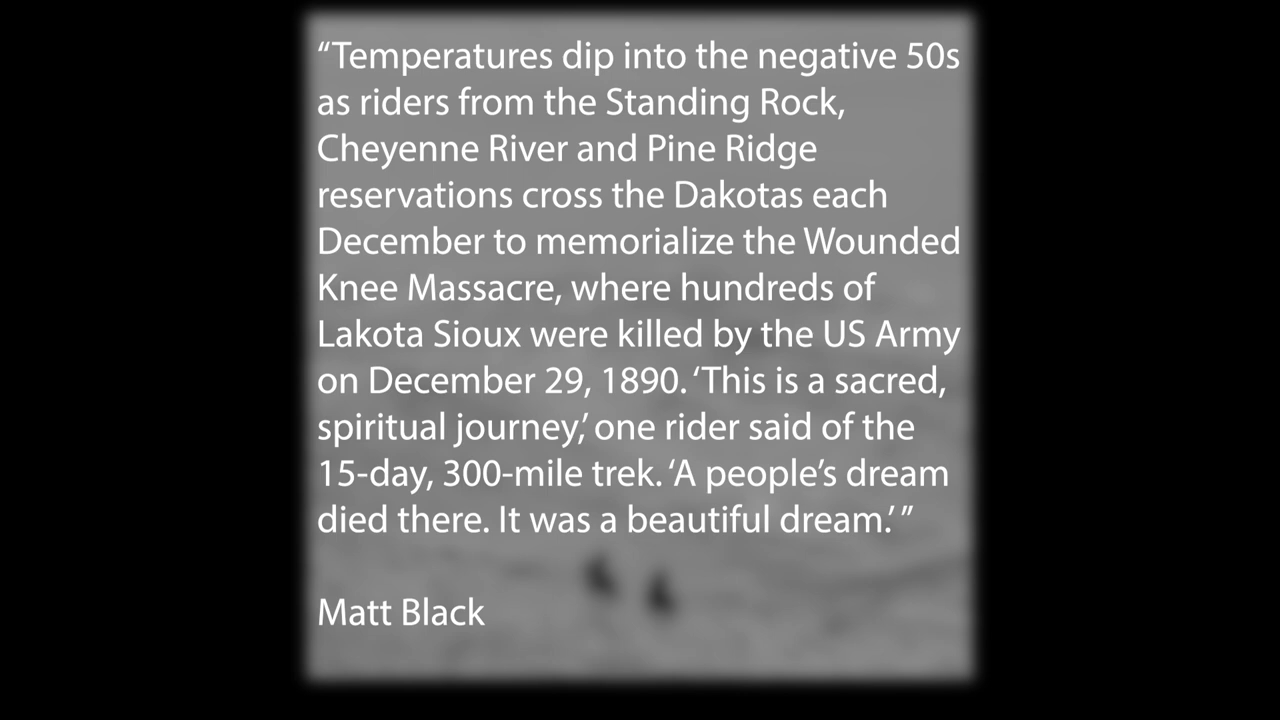 “Temperatures dip into the negative 50s
as riders from the Standing Rock,
Cheyenne River and Pine Ridge
reservations cross the Dakotas each
December to memorialize the Wounded
Knee Massacre, where hundreds of
Lakota Sioux were killed by the US Army
on December 29, 1890. ‘This is a sacred,
spiritual journey,’ one rider said of the
15-day, 300-mile trek. ‘A people’s dream
died there. It was a beautiful dream.’ ”
Matt Black